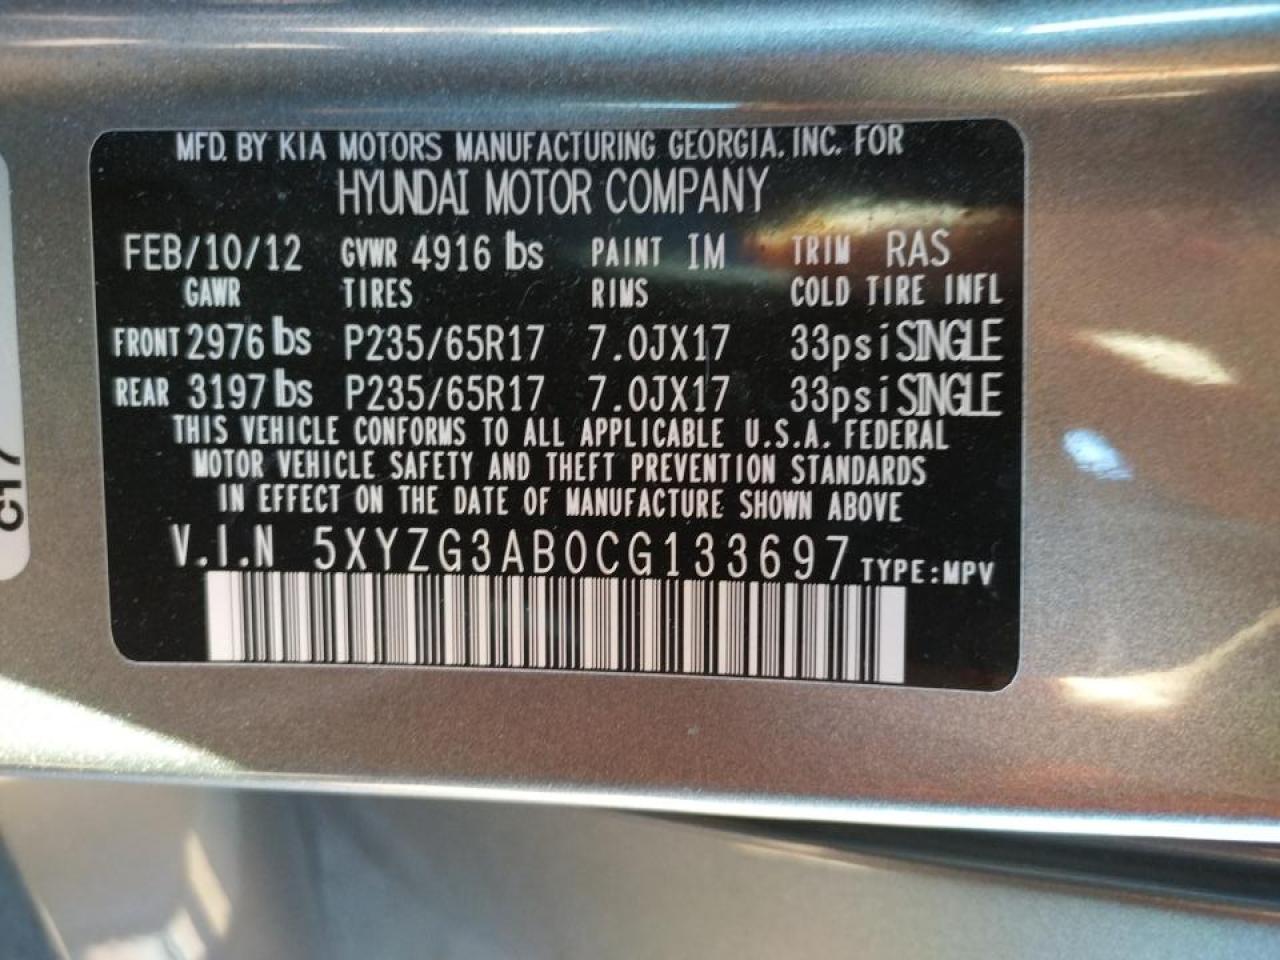 MFD. BY KIA MOTORS MANUFACTURING GEORGIA. INC. FOR
HYUNDAI MOTOR COMPANY
FEB/10/12 GVWR 4916 lbs PAINT IM TRIM RAS
GAWR TIRES RIMS COLD TIRE INFL
FRONT 2976 lbs P235/65R17 7.0JX17 33psi SINGLE
REAR 3197 lbs P235/65R17 7.0JX17 33psi SINGLE
THIS VEHICLE CONFORMS TO ALL APPLICABLE U.S.A. FEDERAL
MOTOR VEHICLE SAFETY AND THEFT PREVENTION STANDARDS
IN EFFECT ON THE DATE OF MANUFACTURE SHOWN ABOVE
V.I.N 5XYZG3AB0CG133697 TYPE:MPV